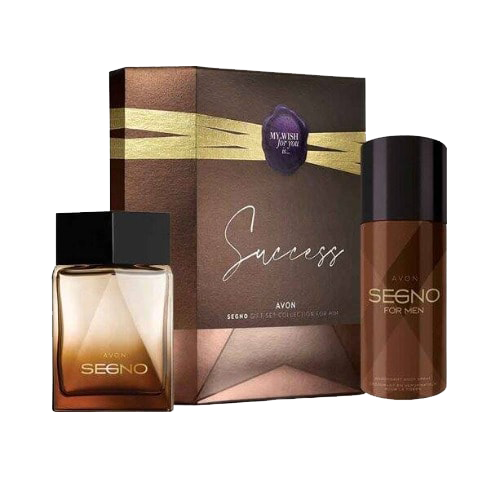 MY WISH
for you
is...
Success
AVON
SEGNO GIFT SET COLLECTION FOR HIM
AVON
SEGNO
AVON
SEGNO
FOR MEN